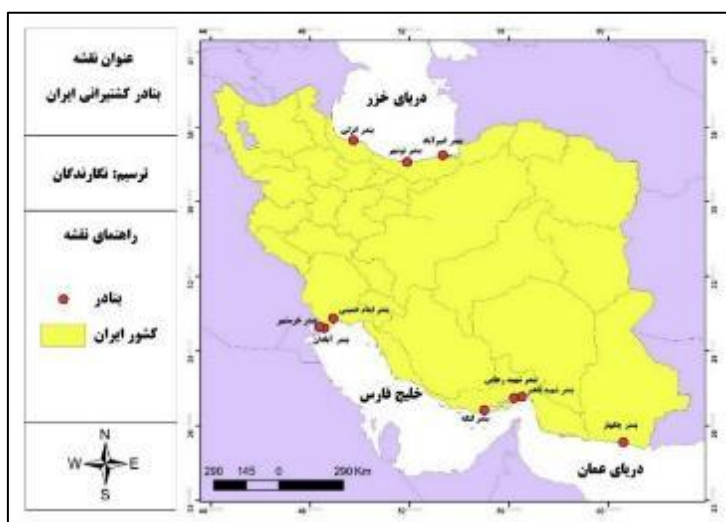 عنوان نقشه
بنادر کشتیرانی ایران
ترسیم: نگارندگان
راهنمای نقشه
بنادر
کشور ایران
N
W E
S
دریای خزر
بندر انزلی
بندر نوشهر
بندر امیرآباد
بندر امام خمینی
بندر خرمشهر
بندر آبادان
خلیج فارس
بندر شهید رجایی
بندر شهید باهنر
بندر لنگه
بندر چابهار
دریای عمان
290 145 0 290 Km